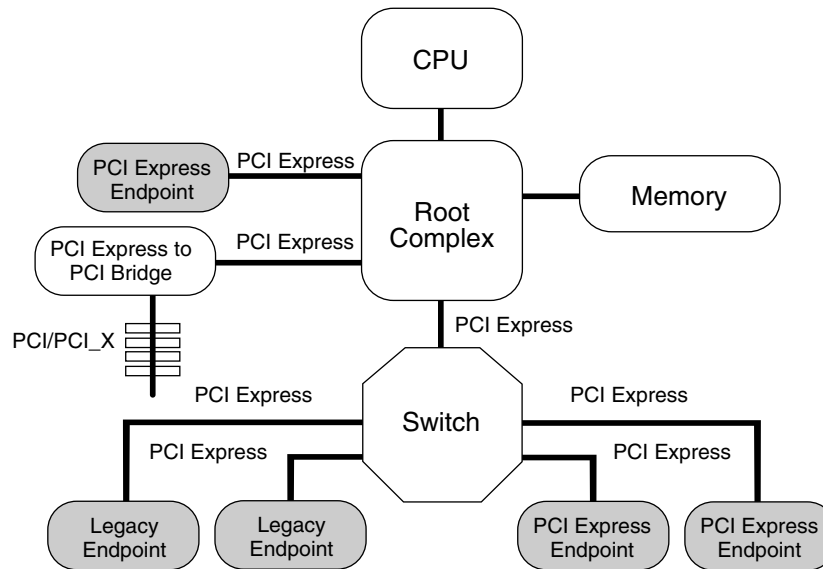 CPU
PCI Express
Endpoint
PCI Express
Root
Complex
Memory
PCI Express to
PCI Bridge
PCI Express
PCI/PCI_X
PCI Express
Switch
PCI Express
PCI Express
PCI Express
PCI Express
Legacy
Endpoint
Legacy
Endpoint
PCI Express
Endpoint
PCI Express
Endpoint